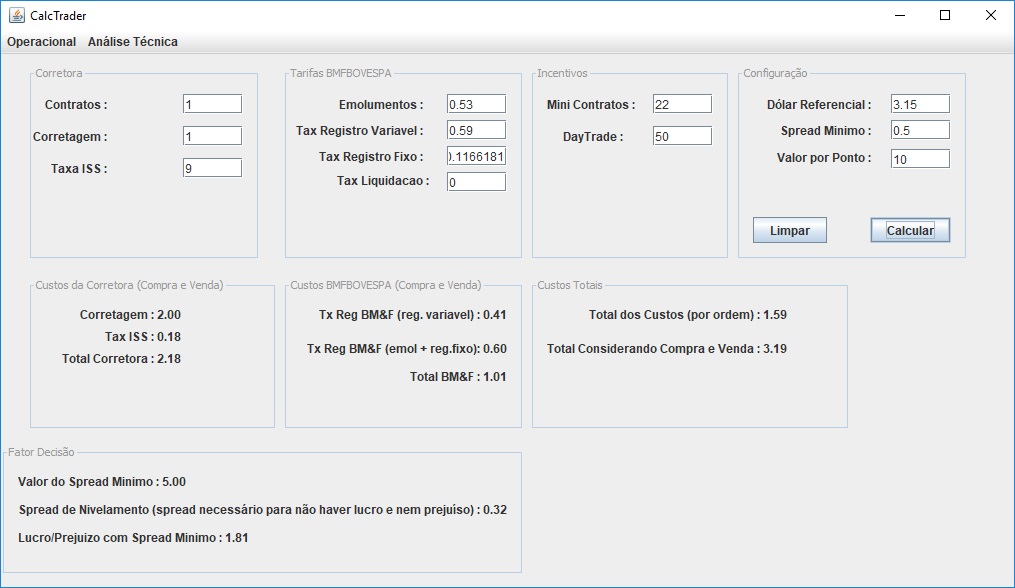 CalcTrader
Operacional Análise Técnica
Corretora
Contratos : 1
Corretagem : 1
Taxa ISS : 9
Tarifas BMFBOVESPA
Emolumentos : 0.53
Tax Registro Variavel : 0.59
Tax Registro Fixo : ).1166181
Tax Liquidacao : 0
Incentivos
Mini Contratos : 22
DayTrade : 50
Configuração
Dólar Referencial : 3.15
Spread Minimo : 0.5
Valor por Ponto : 10
Limpar Calcular
Custos da Corretora (Compra e Venda)
Corretagem : 2.00
Tax ISS : 0.18
Total Corretora : 2.18
Custos BMFBOVESPA (Compra e Venda)
Tx Reg BM&F (reg. variavel) : 0.41
Tx Reg BM&F (emol + reg.fixo): 0.60
Total BM&F : 1.01
Custos Totais
Total dos Custos (por ordem) : 1.59
Total Considerando Compra e Venda : 3.19
Fator Decisão
Valor do Spread Minimo : 5.00
Spread de Nivelamento (spread necessário para não haver lucro e nem prejuíso) : 0.32
Lucro/Prejuizo com Spread Minimo : 1.81